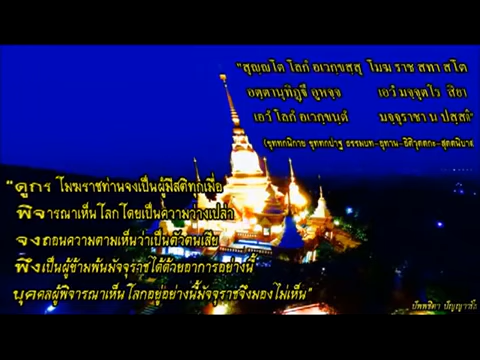 "สุญฺญโต โลกํ อเวกฺขสฺสุ โมฆ ราช สทา สโต
อตฺตานุทิฏฺฐึ อูหจฺจ เอวํ มจฺจุตโร สิยา
เอวํ โลกํ อเวกฺขนฺตํ มจฺจุราชา น ปสฺสติ"
(ขุททกนิกาย ขุททกปาฐ ธรรมบท-อุทาน-อิติวุตตกะ-สุตตนิบาต
"ดูกร โมฆราชท่านจงเป็นผู้มีสติทุกเมื่อ
พิจารณาเห็นโลกโดยเป็นความว่างเปล่า
จงถอนความตามเห็นว่าเป็นตัวตนเสีย
พึงเป็นผู้ข้ามพ้นมัจจุราชได้ด้วยอาการอย่างนี้
บุคคลผู้พิจารณาเห็นโลกอยู่อย่างนี้มัจจุราชจึงมองไม่เห็น"